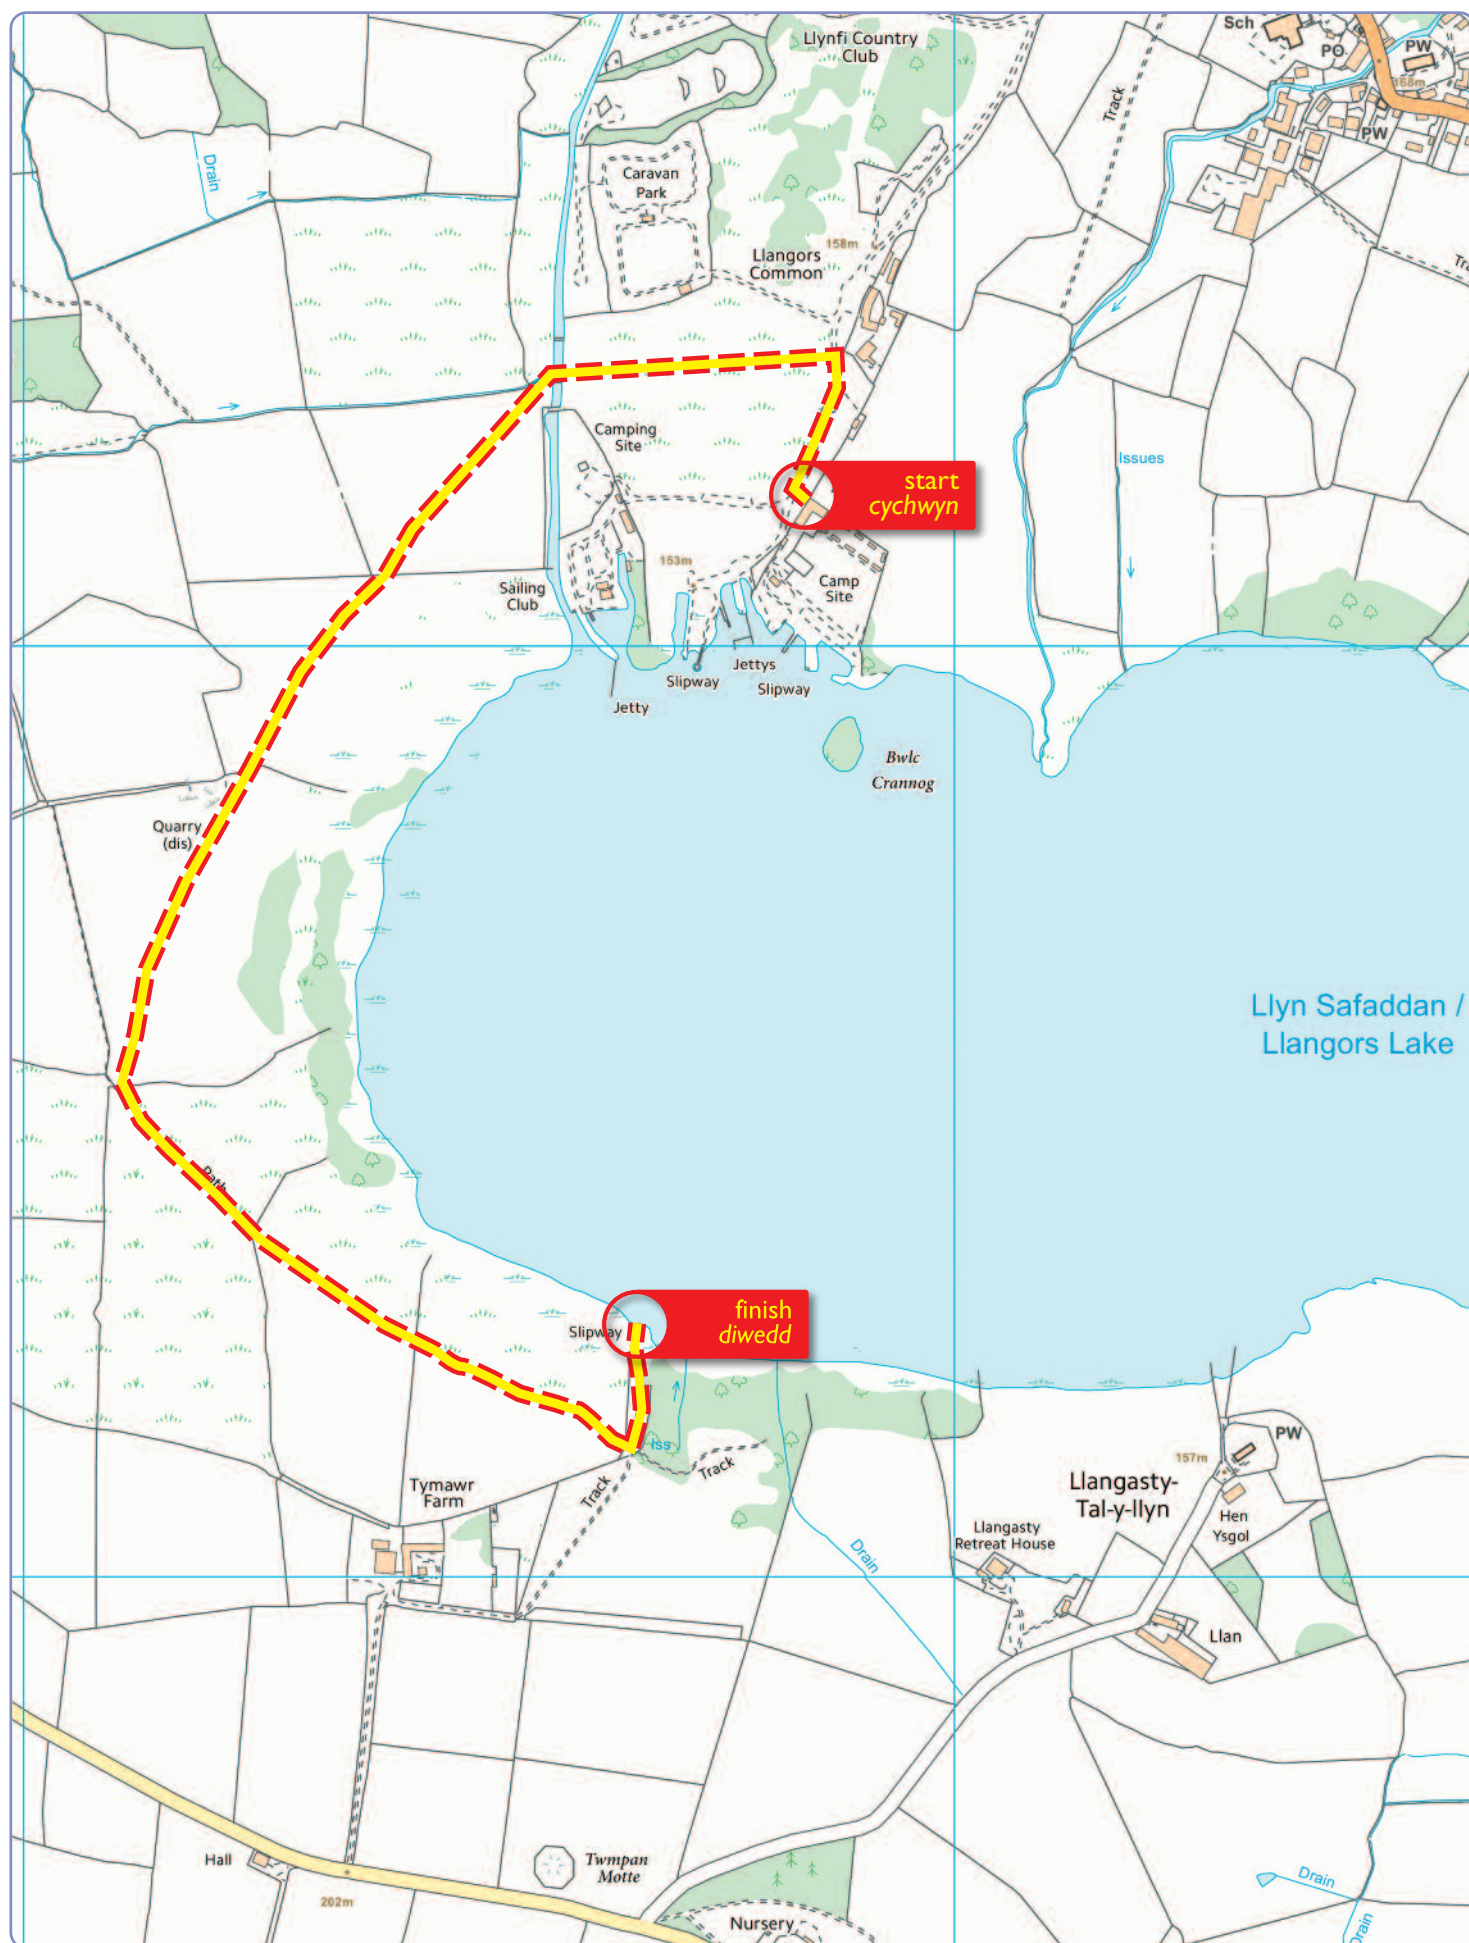 Llynfi Country
Club
Sch
PO
PW
168m
PW
Track
Drain
Caravan
Park
158m
Llangors
Common
Camping
Site
start
cychwyn
Issues
153m
Sailing
Club
Camp
Site
Jettys
Slipway
Slipway
Jetty
Bwlc
Crannog
Quarry
(dis)
Llyn Safaddan /
Llangors Lake
Path
finish
diwedd
Slipway
Iss
Track
Track
PW
157m
Llangasty-
Tal-y-llyn
Tymawr
Farm
Hen
Ysgol
Llangasty
Retreat House
Drain
Llan
Hall
Twmpan
Motte
202m
Nursery
Drain
Drain